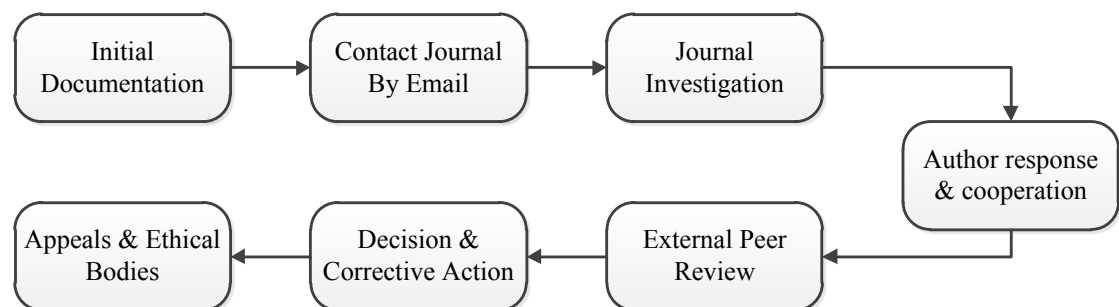 Initial
Documentation
Contact Journal
By Email
Journal
Investigation
Author response
& cooperation
External Peer
Review
Decision &
Corrective Action
Appeals & Ethical
Bodies